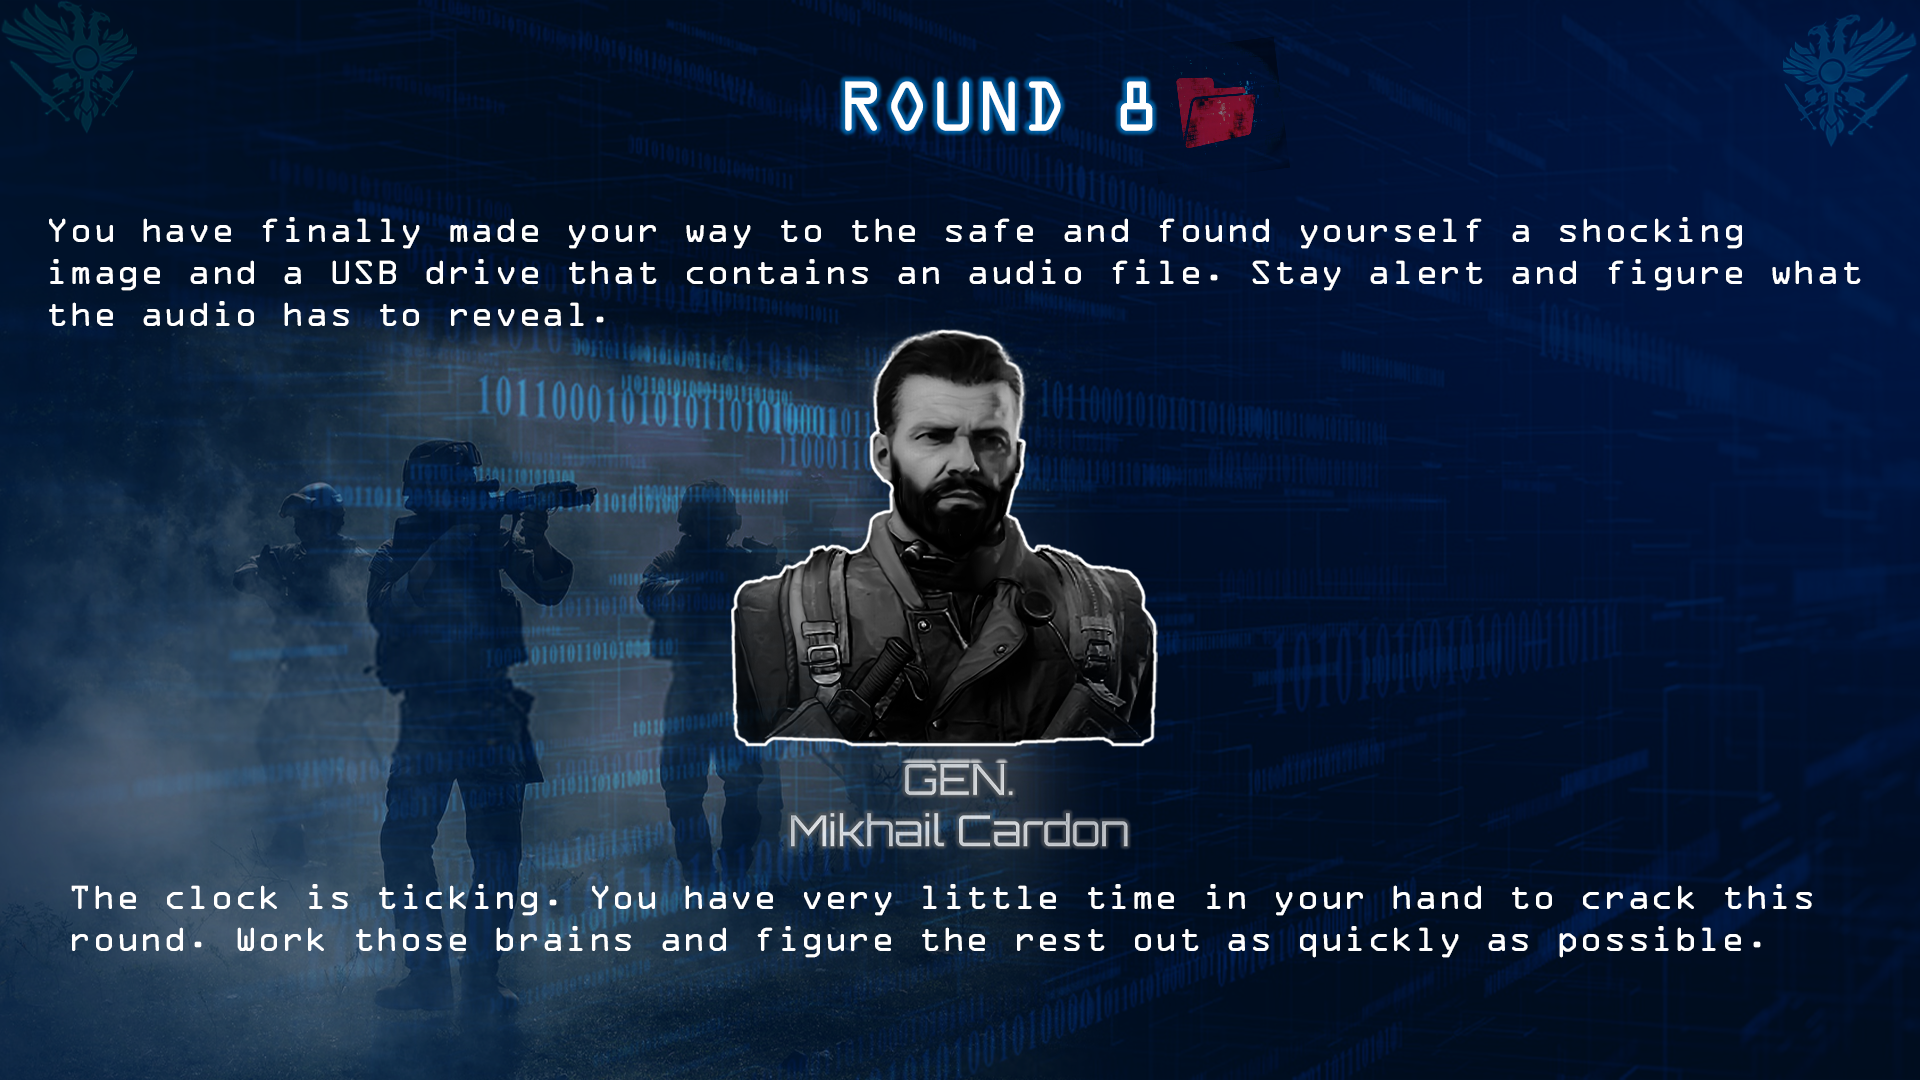 ROUND 8
You have finally made your way to the safe and found yourself a shocking
image and a USB drive that contains an audio file. Stay alert and figure what
the audio has to reveal.
GEN.
Mikhail Cardon
The clock is ticking. You have very little time in your hand to crack this
round. Work those brains and figure the rest out as quickly as possible.